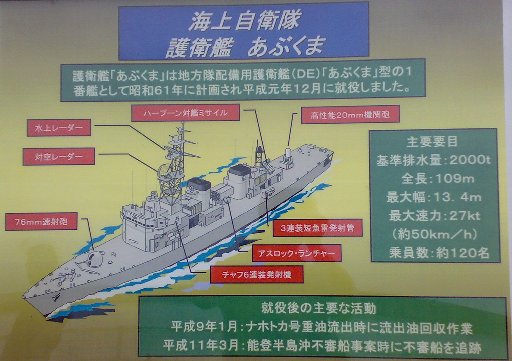 海上自衛隊
護衛艦 あぶくま
護衛艦「あぶくま」は地方隊配備用護衛艦(DE)「あぶくま」型の1
番艦として昭和61年に計画され平成元年12月に就役しました。
ハープーン対艦ミサイル
高性能20mm機関砲
水上レーダー
対空レーダー
76mm速射砲
3連装短魚雷発射管
アスロック・ランチャー
チャフ6連装発射機
主要要目
基準排水量:2000t
全長:109m
最大幅:13.4m
最大速力:27kt
(約50km/h)
乗員数:約120名
就役後の主な活動
平成9年1月:ナホトカ号重油流出時に流出油回収作業
平成11年3月:能登半島沖不審船事案時に不審船を追跡